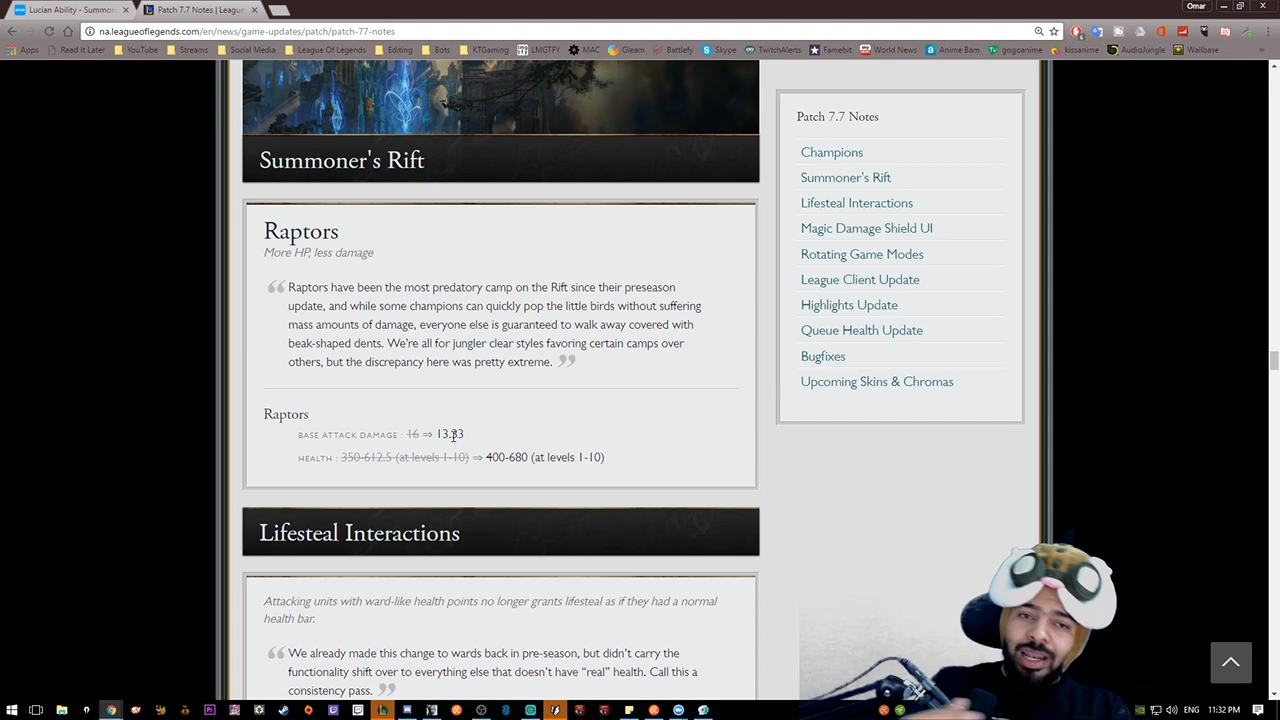 Lucian Ability - Summon
Patch 7.7 Notes | League
Omar
na.leagueoflegends.com/en/news/game-updates/patch/patch-77-notes
Apps Read It Later YouTube Streams Social Media League Of Legends Editing Bots KTGaming LMGTFY MAC Gleam Battlefy Skype TwitchAlerts Famebit World News Anime Bam gogoanime kissanime AudioJungle Wallbase
Summoner's Rift
Raptors
More HP, less damage
Raptors have been the most predatory camp on the Rift since their preseason
update, and while some champions can quickly pop the little birds without suffering
mass amounts of damage, everyone else is guaranteed to walk away covered with
beak-shaped dents. We're all for jungler clear styles favoring certain camps over
others, but the discrepancy here was pretty extreme.
Raptors
BASE ATTACK DAMAGE : 16 ⇒ 13.33
HEALTH : 350-612.5 (at levels 1-10) ⇒ 400-680 (at levels 1-10)
Lifesteal Interactions
Attacking units with ward-like health points no longer grants lifesteal as if they had a normal
health bar.
We already made this change to wards back in pre-season, but didn't carry the
functionality shift over to everything else that doesn't have "real" health. Call this a
consistency pass.
Patch 7.7 Notes
Champions
Summoner's Rift
Lifesteal Interactions
Magic Damage Shield UI
Rotating Game Modes
League Client Update
Highlights Update
Queue Health Update
Bugfixes
Upcoming Skins & Chromas
ENG 11:32 PM